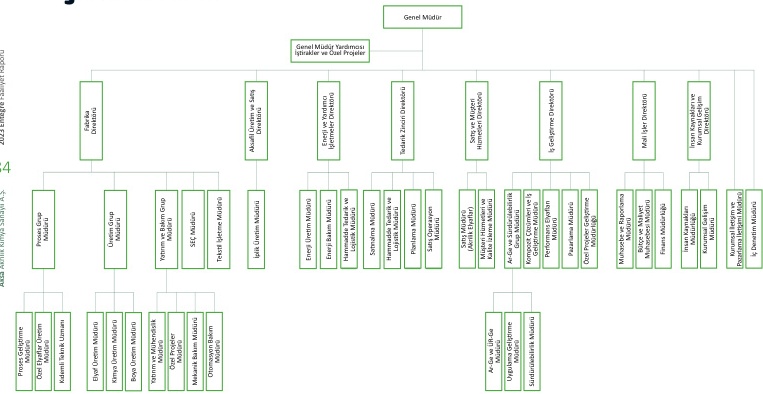 Genel Müdür
Genel Müdür Yardımcısı
İştirakler ve Özel Projeler
Fabrika
Direktörü
Aksafil Üretim ve Satış
Direktörü
Enerji ve Yardımcı
İşletmeler Direktörü
Tedarik Zinciri Direktörü
Satış ve Müşteri
Hizmetleri Direktörü
İş Geliştirme Direktörü
Mali İşler Direktörü
İnsan Kaynakları ve
Kurumsal Gelişim
Direktörü
Proses Grup
Müdürü
Üretim Grup
Müdürü
Yatırım ve Bakım Grup
Müdürü
SEÇ Müdürü
Tekstil İşletme Müdürü
İplik Üretim Müdürü
Enerji Üretim Müdürü
Enerji Bakım Müdürü
Hammadde Tedarik ve
Lojistik Müdürü
Satınalma Müdürü
Hammadde Tedarik ve
Lojistik Müdürü
Planlama Müdürü
Satış Operasyon
Müdürü
Satış Müdürü
(Akrilik Elyaflar)
Müşteri Hizmetleri ve
Kalite İzleme Müdürü
Ar-Ge ve Sürdürülebilirlik
Grup Müdürü
Kompozit Çözümleri ve İş
Geliştirme Müdürü
Performans Elyafları
Müdürü
Pazarlama Müdürü
Özel Projeler Geliştirme
Müdürlüğü
Muhasebe ve Raporlama
Müdürü
Bütçe ve Maliyet
Muhasebesi Müdürü
Finans Müdürlüğü
İnsan Kaynakları
Müdürlüğü
Kurumsal Gelişim
Müdürü
Kurumsal İletişim ve
Pazarlama İletişimi Müdürü
İç Denetim Müdürü
Proses Geliştirme
Müdürü
Özel Elyaflar Üretim
Müdürü
Kıdemli Teknik Uzmanı
Elyaf Üretim Müdürü
Kimya Üretim Müdürü
Boya Üretim Müdürü
Yatırım ve Mühendislik
Müdürü
Özel Projeler
Müdürü
Mekanik Bakım Müdürü
Otomasyon Bakım
Müdürü
Ar-Ge ve ÜR-Ge
Müdürü
Uygulama Geliştirme
Müdürü
Sürdürülebilirlik Müdürü
2023 Entegre Faaliyet Raporu
Aksa Akrilik Kimya Sanayii A.Ş.